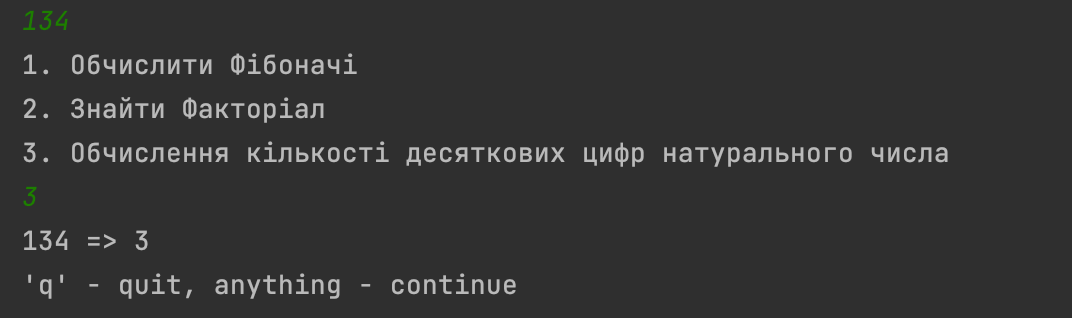 134
1. Обчислити Фібоначі
2. Знайти Факторіал
3. Обчислення кількості десяткових цифр натурального числа
3
134 => 3
'q' - quit, anything - continue